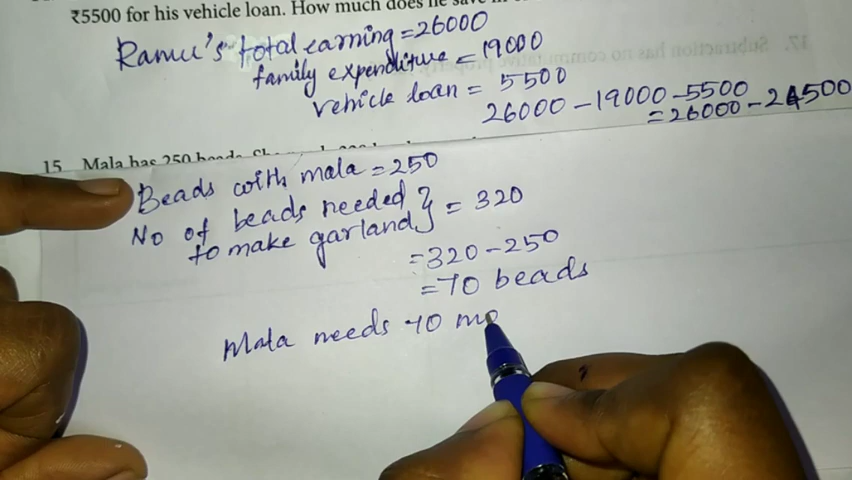 ₹5500 for his vehicle loan. How much does he save in
Ramu's total earning = 26000
family expenditure = 19000
vehicle loan = 5500
26000 - 19000 - 5500
= 26000 - 24500
15 Mala has 250 beads. She
Beads with mala = 250
No of beads needed } = 320
to make garland
= 320 - 250
= 70 beads
Mala needs 70 mo